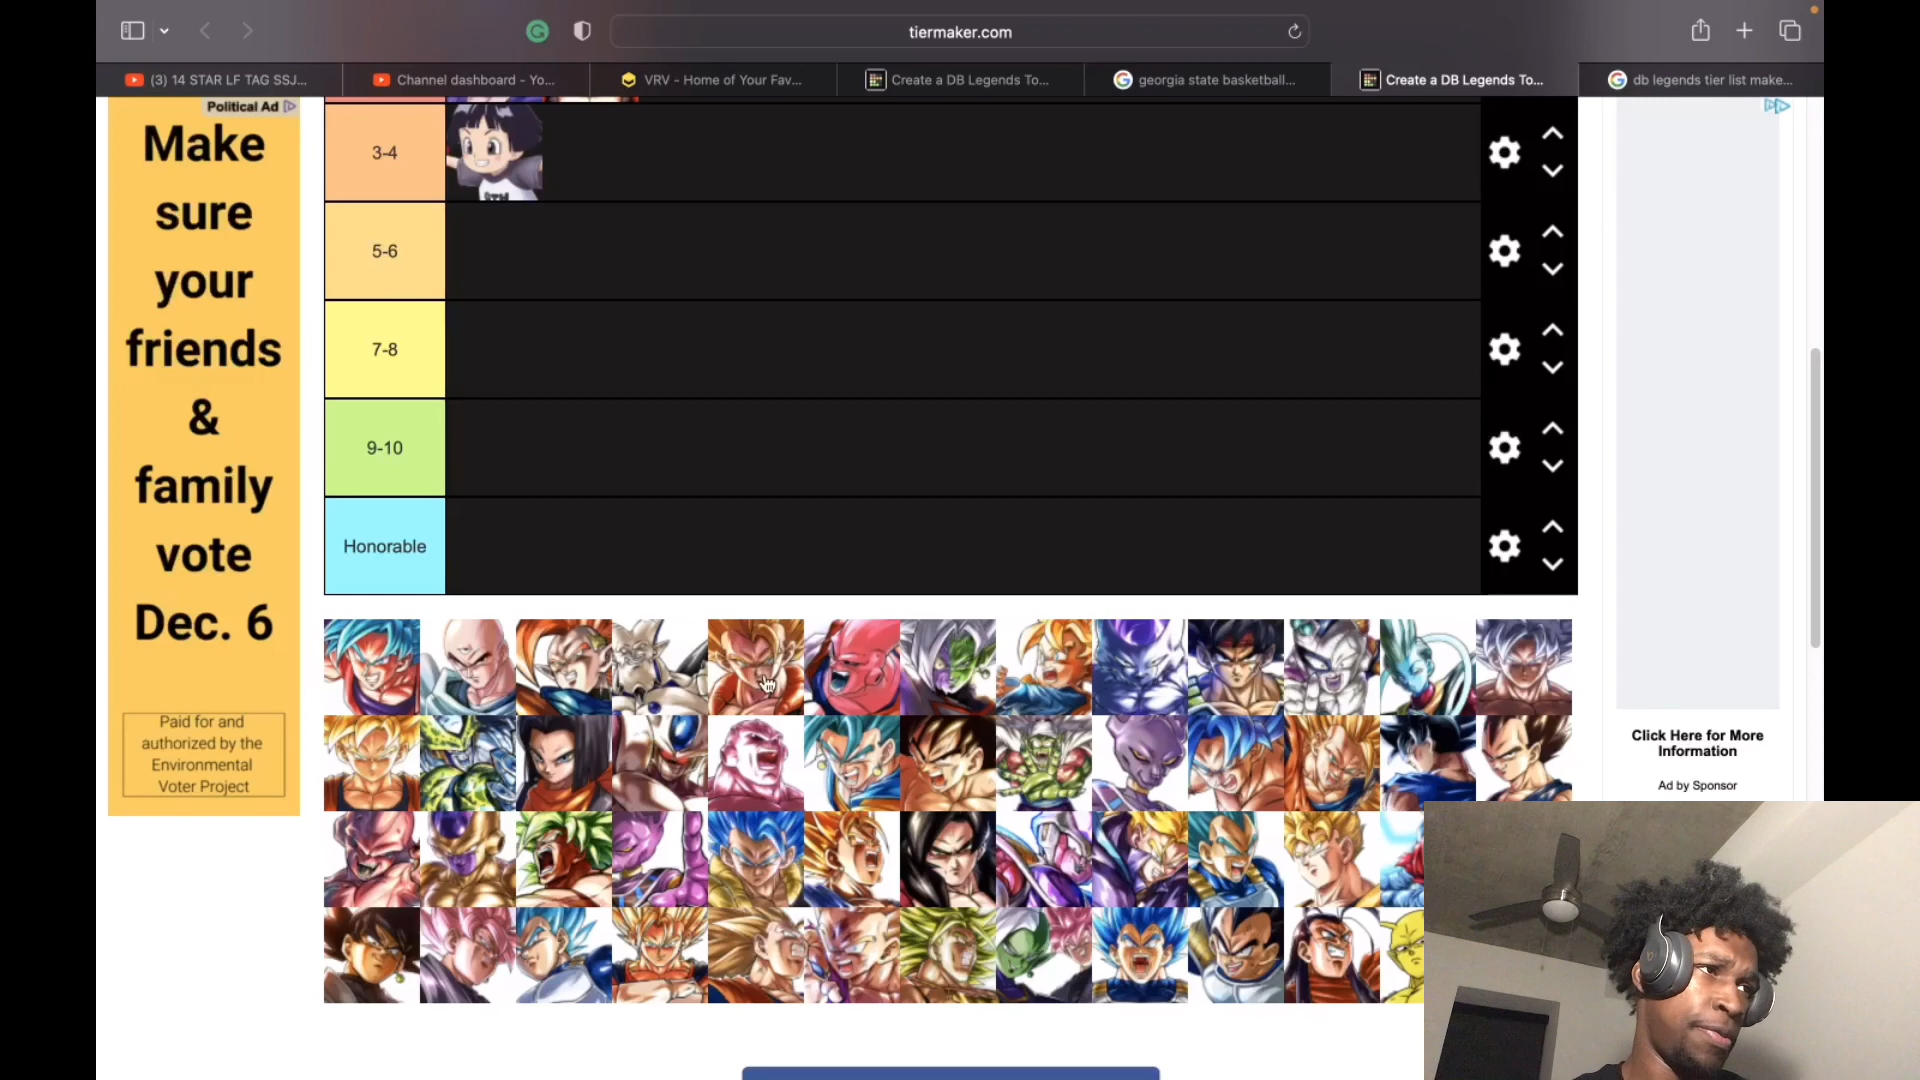 tiermaker.com
(3) 14 STAR LF TAG SSJ...
Channel dashboard - Yo...
VRV - Home of Your Fav...
Create a DB Legends To...
georgia state basketball...
Create a DB Legends To...
db legends tier list make...
Political Ad
Make
sure
your
friends
&
family
vote
Dec. 6
Paid for and
authorized by the
Environmental
Voter Project
3-4
5-6
7-8
9-10
Honorable
Click Here for More
Information
Ad by Sponsor